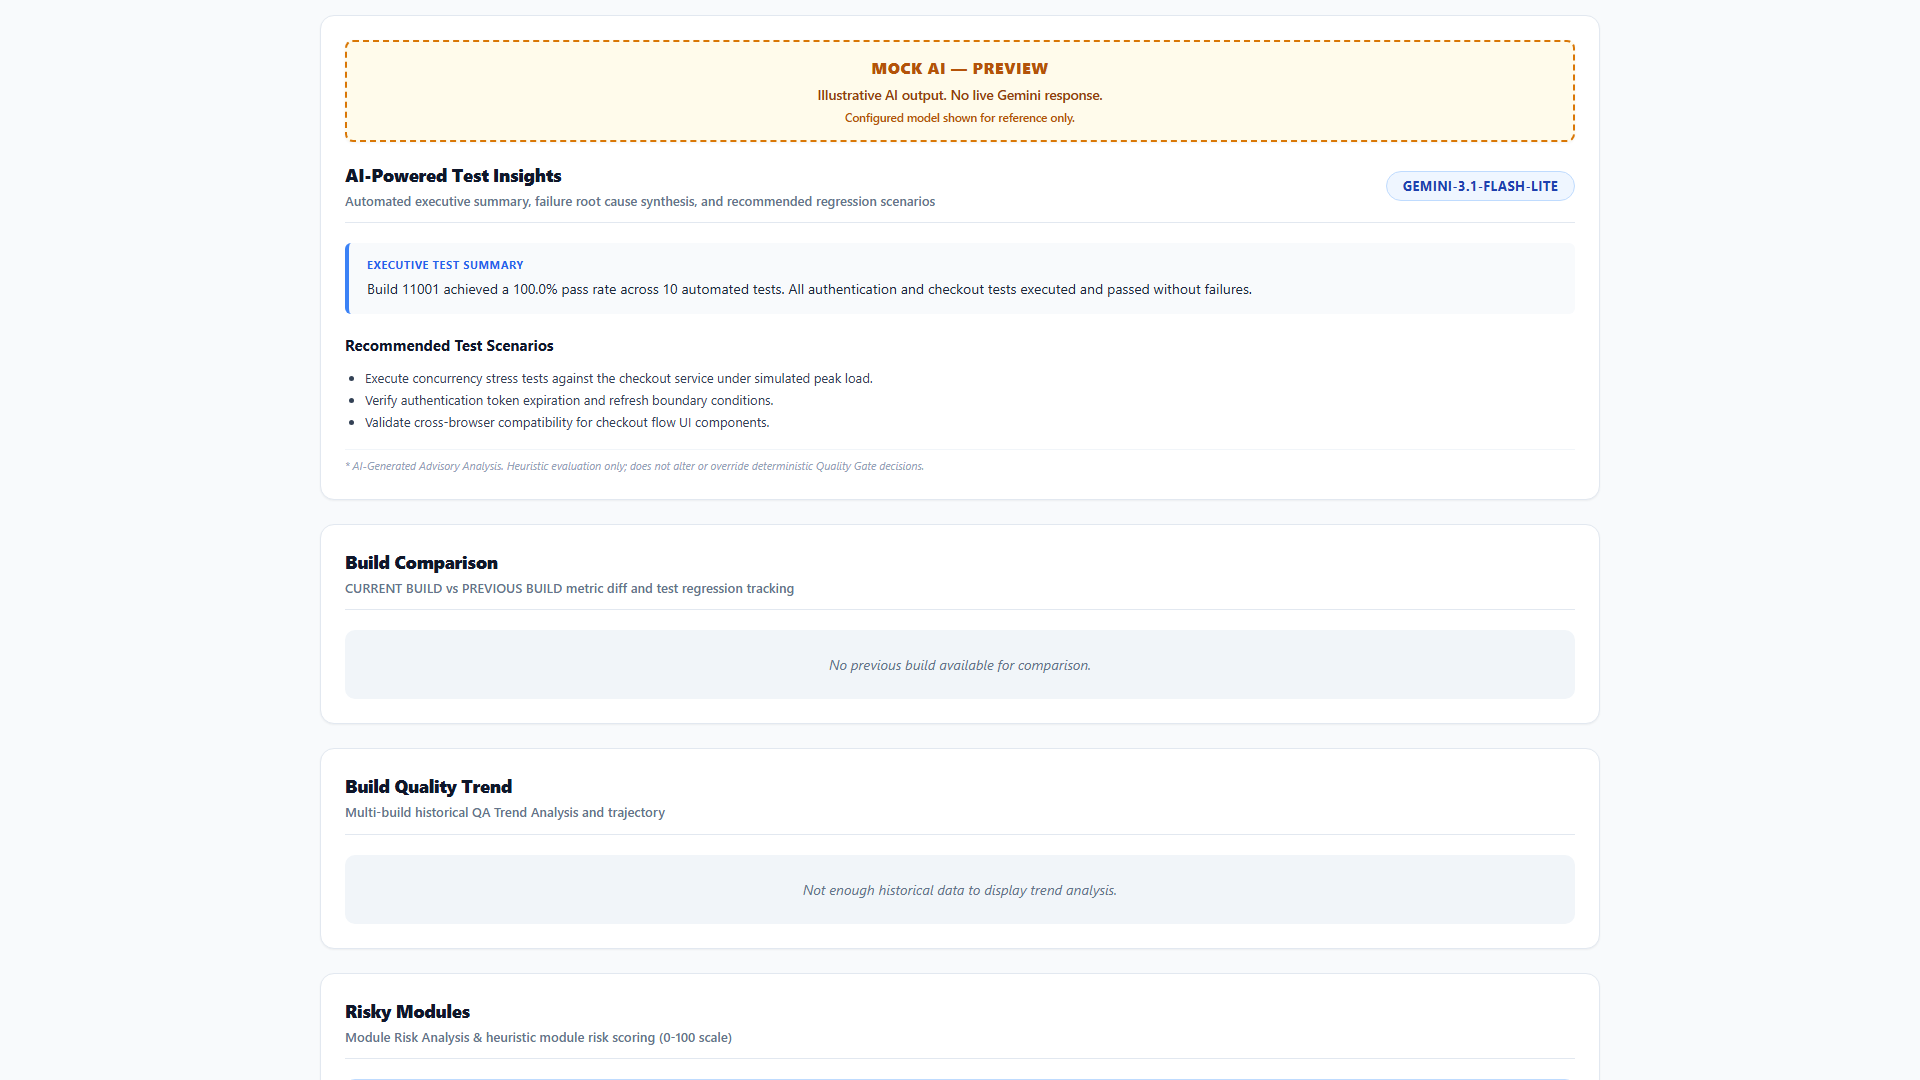 MOCK AI — PREVIEW
Illustrative AI output. No live Gemini response.
Configured model shown for reference only.
AI-Powered Test Insights
Automated executive summary, failure root cause synthesis, and recommended regression scenarios
GEMINI-3.1-FLASH-LITE
EXECUTIVE TEST SUMMARY
Build 11001 achieved a 100.0% pass rate across 10 automated tests. All authentication and checkout tests executed and passed without failures.
Recommended Test Scenarios
• Execute concurrency stress tests against the checkout service under simulated peak load.
• Verify authentication token expiration and refresh boundary conditions.
• Validate cross-browser compatibility for checkout flow UI components.
* AI-Generated Advisory Analysis. Heuristic evaluation only; does not alter or override deterministic Quality Gate decisions.
Build Comparison
CURRENT BUILD vs PREVIOUS BUILD metric diff and test regression tracking
No previous build available for comparison.
Build Quality Trend
Multi-build historical QA Trend Analysis and trajectory
Not enough historical data to display trend analysis.
Risky Modules
Module Risk Analysis & heuristic module risk scoring (0-100 scale)